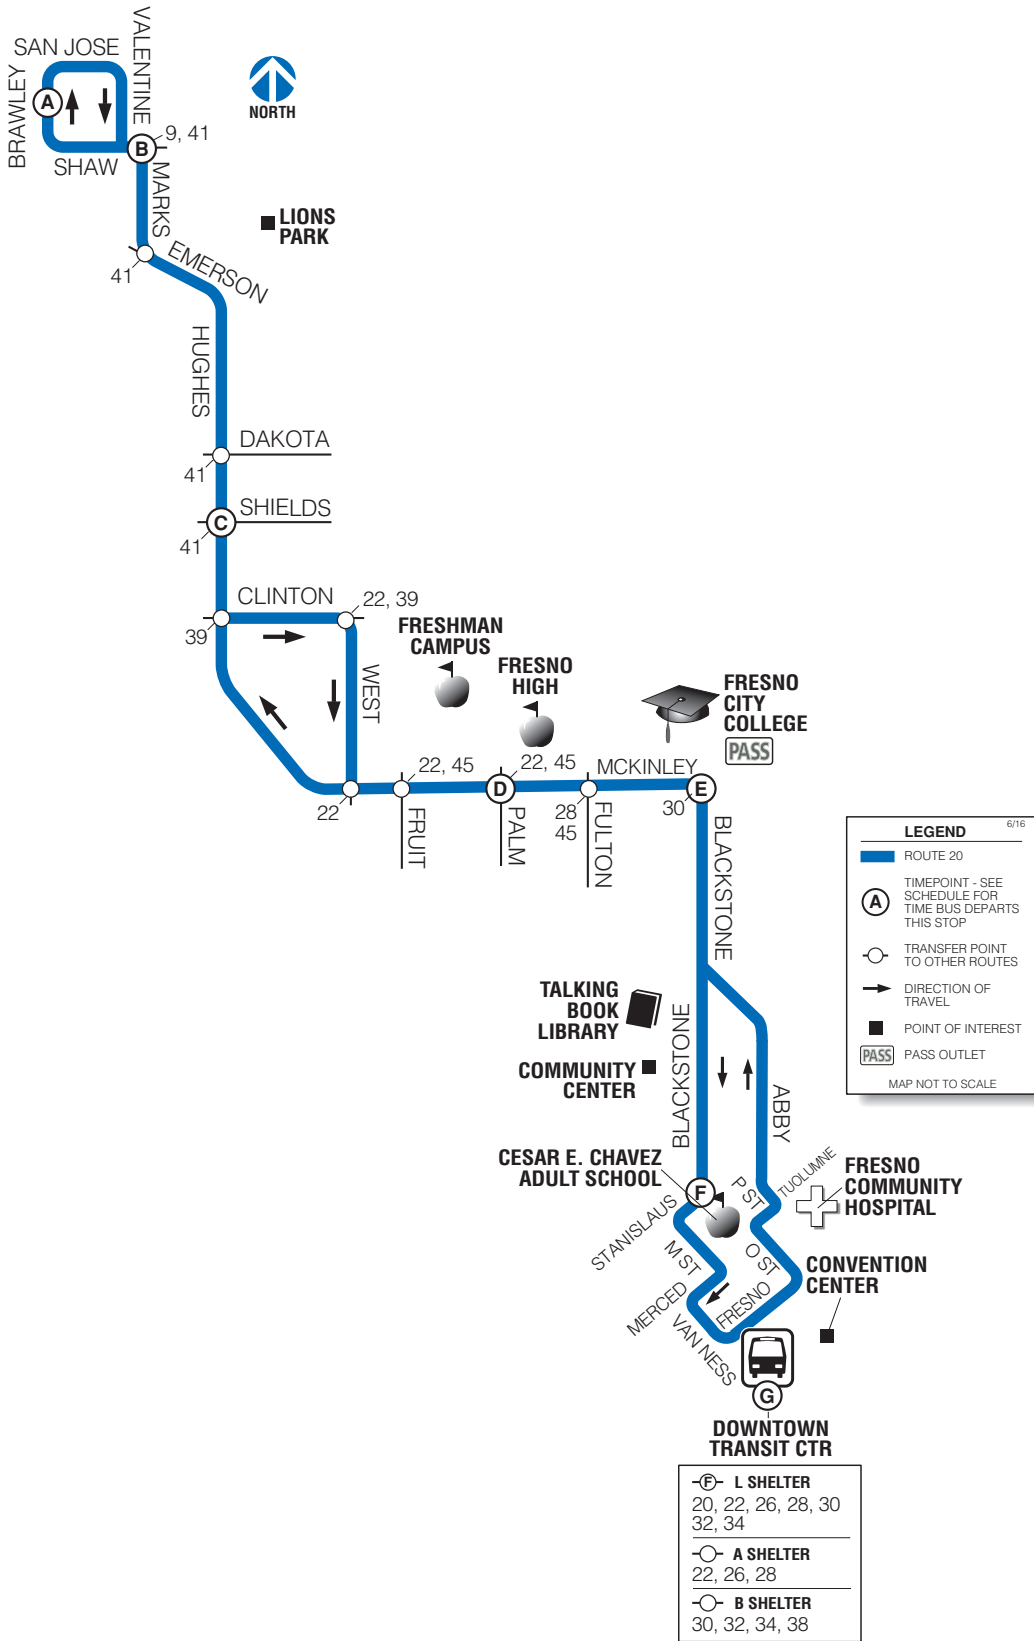 SAN JOSE
VALENTINE
BRAWLEY
A
NORTH
B
9, 41
SHAW
MARKS
LIONS
PARK
41
EMERSON
HUGHES
DAKOTA
41
SHIELDS
C
41
CLINTON
22, 39
39
FRESHMAN
CAMPUS
WEST
FRESNO
HIGH
FRESNO
CITY
COLLEGE
PASS
22, 45
22, 45
MCKINLEY
D
E
22
28
45
30
FRUIT
PALM
FULTON
BLACKSTONE
LEGEND
6/16
ROUTE 20
A
TIMEPOINT - SEE
SCHEDULE FOR
TIME BUS DEPARTS
THIS STOP
TRANSFER POINT
TO OTHER ROUTES
DIRECTION OF
TRAVEL
POINT OF INTEREST
PASS
PASS OUTLET
MAP NOT TO SCALE
TALKING
BOOK
LIBRARY
BLACKSTONE
COMMUNITY
CENTER
ABBY
CESAR E. CHAVEZ
ADULT SCHOOL
F
P ST
TUOLUMNE
FRESNO
COMMUNITY
HOSPITAL
STANISLAUS
M ST
O ST
CONVENTION
CENTER
MERCED
FRESNO
VAN NESS
G
DOWNTOWN
TRANSIT CTR
F L SHELTER
20, 22, 26, 28, 30
32, 34
A SHELTER
22, 26, 28
B SHELTER
30, 32, 34, 38